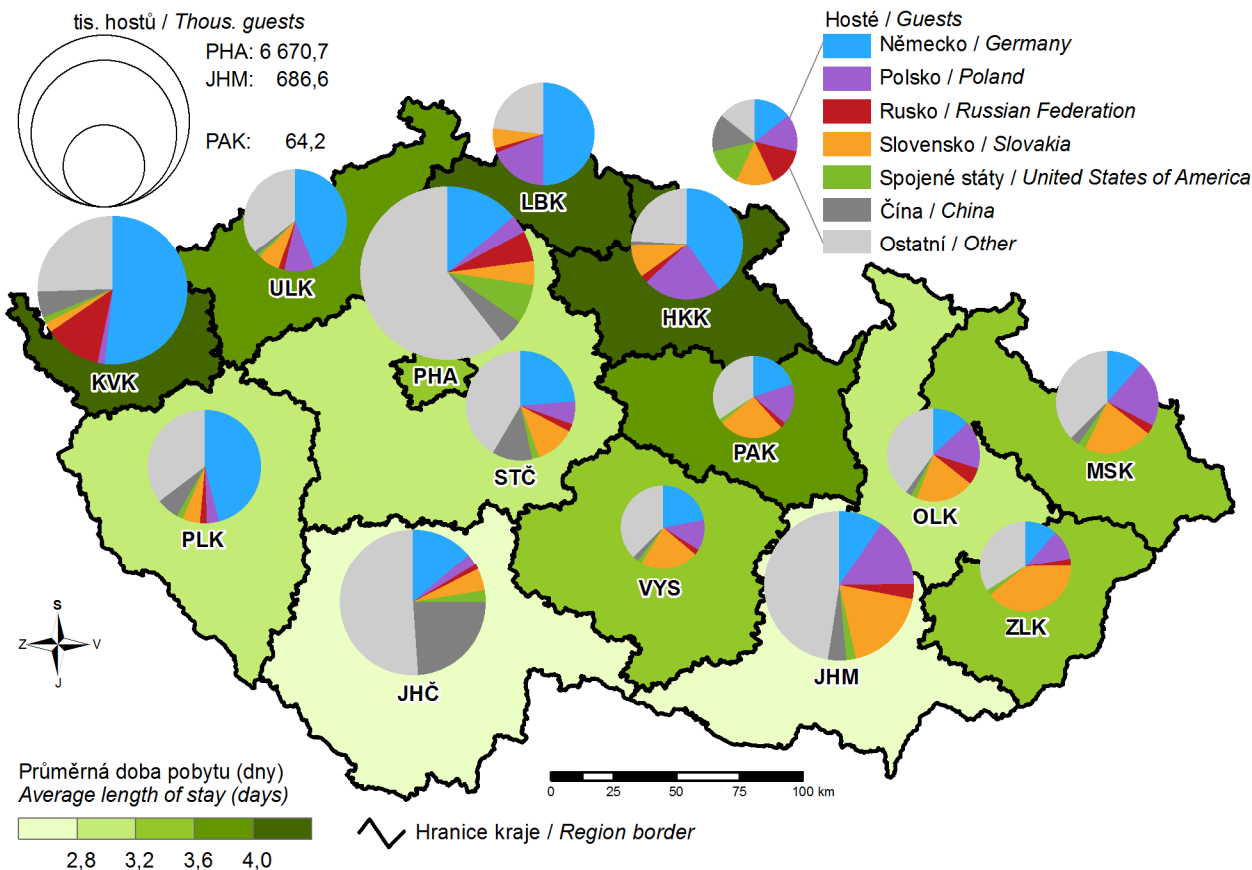 tis. hostů / Thous. guests
PHA: 6 670,7
JHM: 686,6
PAK: 64,2
Hosté / Guests
Německo / Germany
Polsko / Poland
Rusko / Russian Federation
Slovensko / Slovakia
Spojené státy / United States of America
Čína / China
Ostatní / Other
LBK
ULK
HKK
KVK
PHA
STČ
PAK
MSK
OLK
PLK
VYS
ZLK
JHM
JHČ
S
Z V
J
Průměrná doba pobytu (dny)
Average length of stay (days)
2,8 3,2 3,6 4,0
0 25 50 75 100 km
Hranice kraje / Region border